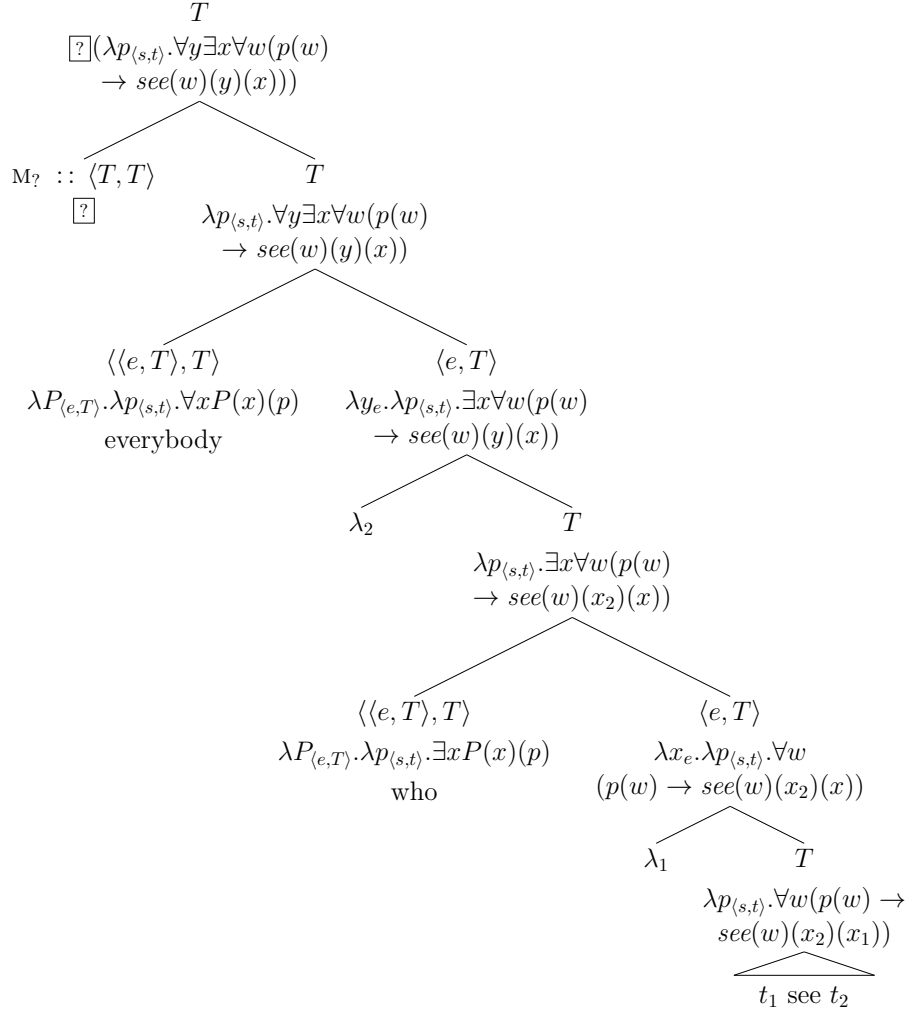 T
?(λp⟨s,t⟩.∀y∃x∀w(p(w)
→ see(w)(y)(x)))
M? :: ⟨T, T⟩
?
T
λp⟨s,t⟩.∀y∃x∀w(p(w)
→ see(w)(y)(x))
⟨⟨e, T⟩, T⟩
λP⟨e,T⟩.λp⟨s,t⟩.∀xP(x)(p)
everybody
⟨e, T⟩
λyₑ.λp⟨s,t⟩.∃x∀w(p(w)
→ see(w)(y)(x))
λ₂
T
λp⟨s,t⟩.∃x∀w(p(w)
→ see(w)(x₂)(x))
⟨⟨e, T⟩, T⟩
λP⟨e,T⟩.λp⟨s,t⟩.∃xP(x)(p)
who
⟨e, T⟩
λxₑ.λp⟨s,t⟩.∀w
(p(w) → see(w)(x₂)(x))
λ₁
T
λp⟨s,t⟩.∀w(p(w) →
see(w)(x₂)(x₁))
t₁ see t₂